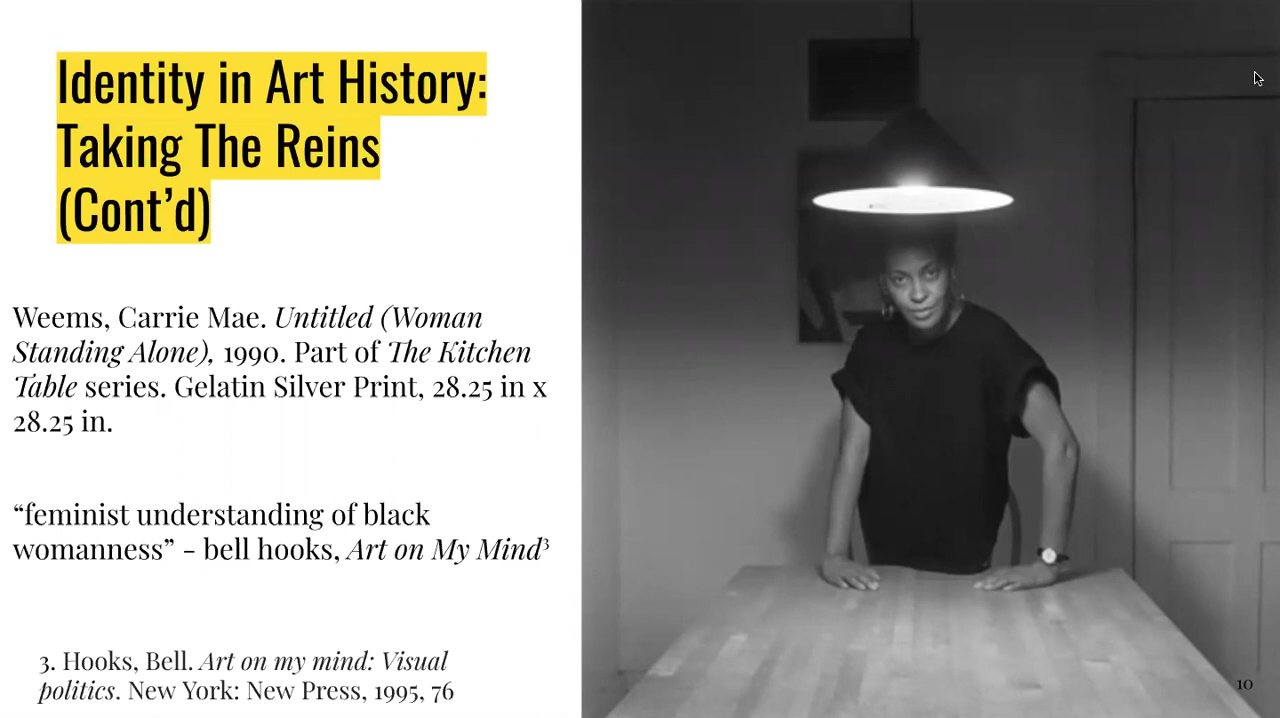 Identity in Art History:
Taking The Reins
(Cont’d)
Weems, Carrie Mae. Untitled (Woman
Standing Alone), 1990. Part of The Kitchen
Table series. Gelatin Silver Print, 28.25 in x
28.25 in.
“feminist understanding of black
womanness” - bell hooks, Art on My Mind³
3. Hooks, Bell. Art on my mind: Visual
politics. New York: New Press, 1995, 76
10